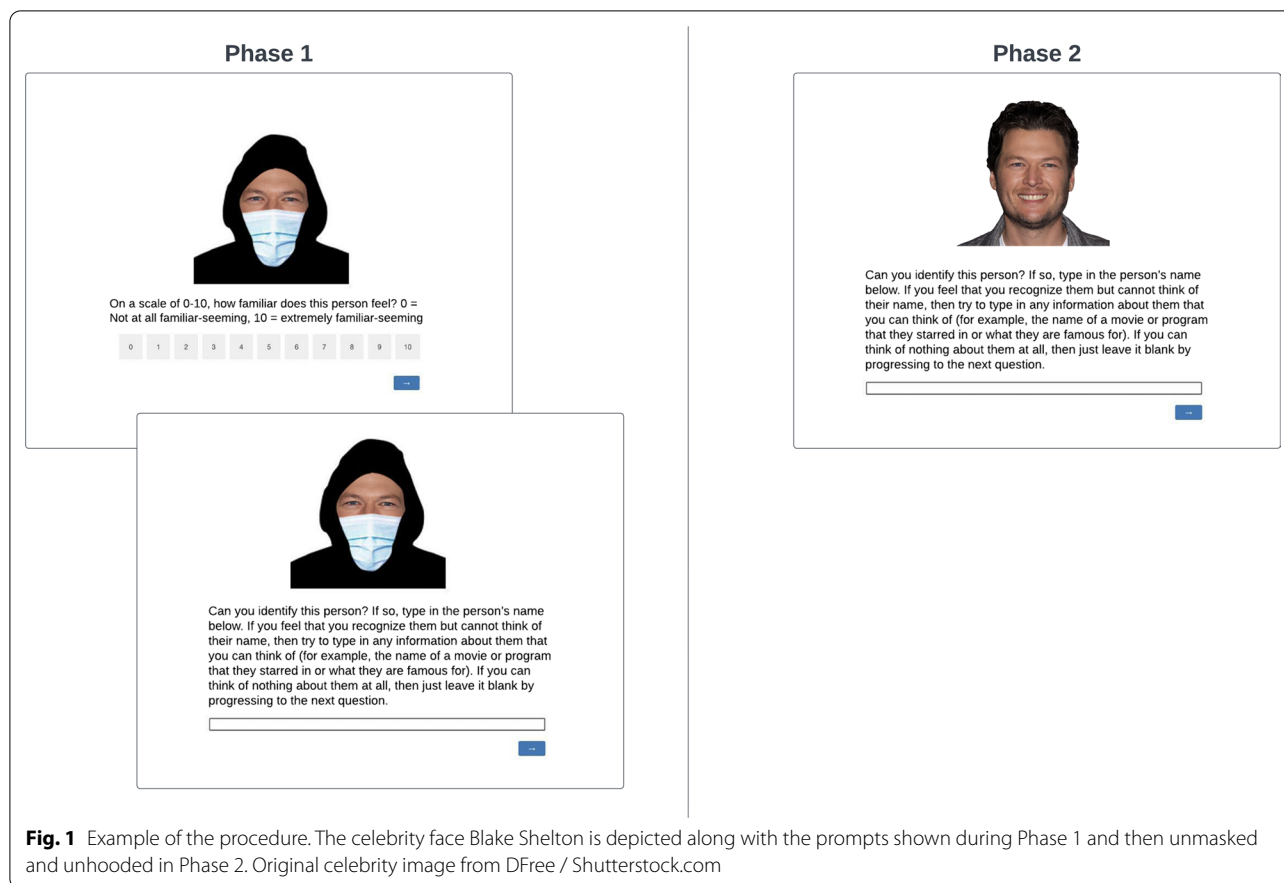 Phase 1
On a scale of 0-10, how familiar does this person feel? 0 =
Not at all familiar-seeming, 10 = extremely familiar-seeming
0 1 2 3 4 5 6 7 8 9 10
→
Can you identify this person? If so, type in the person's name
below. If you feel that you recognize them but cannot think of
their name, then try to type in any information about them that
you can think of (for example, the name of a movie or program
that they starred in or what they are famous for). If you can
think of nothing about them at all, then just leave it blank by
progressing to the next question.
→
Phase 2
Can you identify this person? If so, type in the person's name
below. If you feel that you recognize them but cannot think of
their name, then try to type in any information about them that
you can think of (for example, the name of a movie or program
that they starred in or what they are famous for). If you can
think of nothing about them at all, then just leave it blank by
progressing to the next question.
→
Fig. 1 Example of the procedure. The celebrity face Blake Shelton is depicted along with the prompts shown during Phase 1 and then unmasked
and unhooded in Phase 2. Original celebrity image from DFree / Shutterstock.com